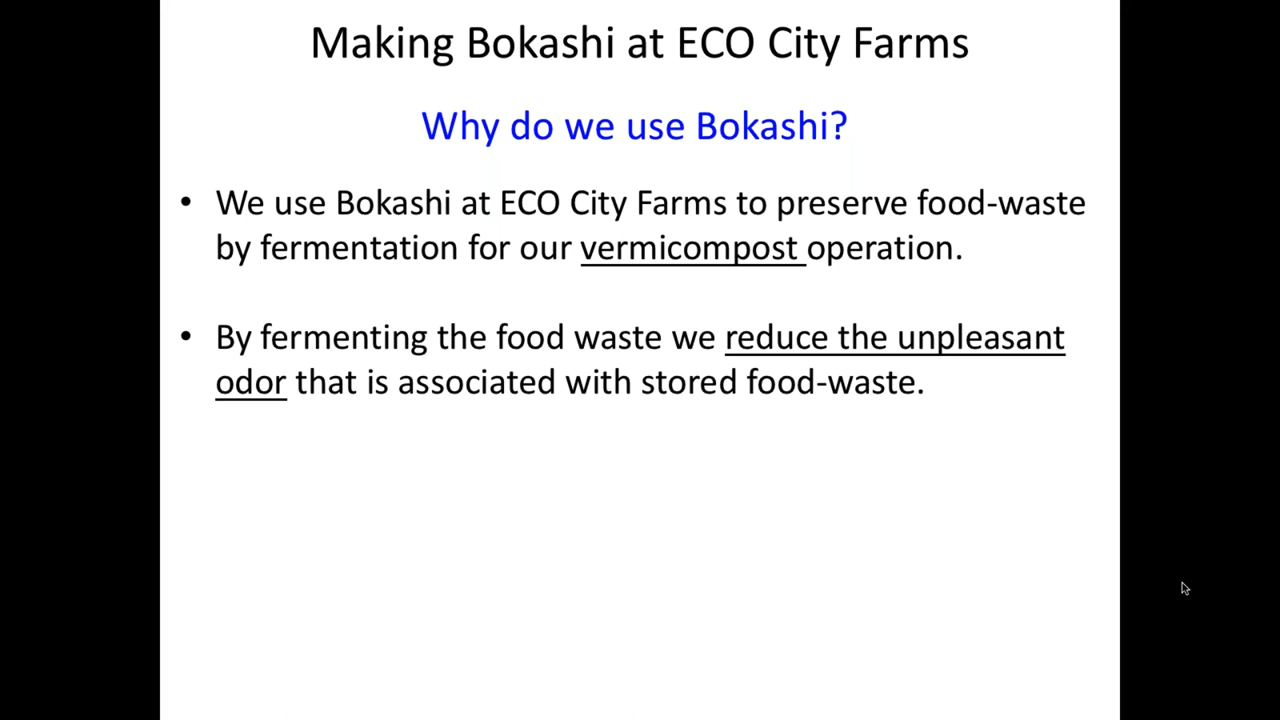 Making Bokashi at ECO City Farms
Why do we use Bokashi?
• We use Bokashi at ECO City Farms to preserve food-waste
by fermentation for our vermicompost operation.
• By fermenting the food waste we reduce the unpleasant
odor that is associated with stored food-waste.